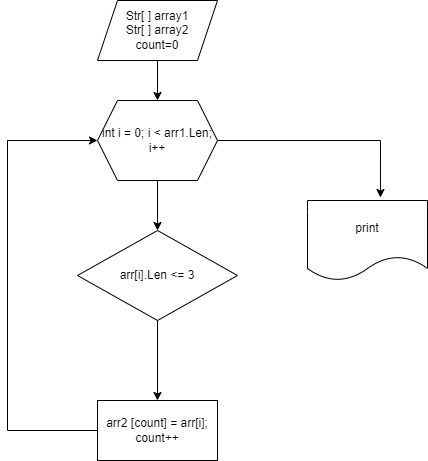 Str[ ] array1
Str[ ] array2
count=0
int i = 0; i < arr1.Len;
i++
print
arr[i].Len <= 3
arr2 [count] = arr[i];
count++